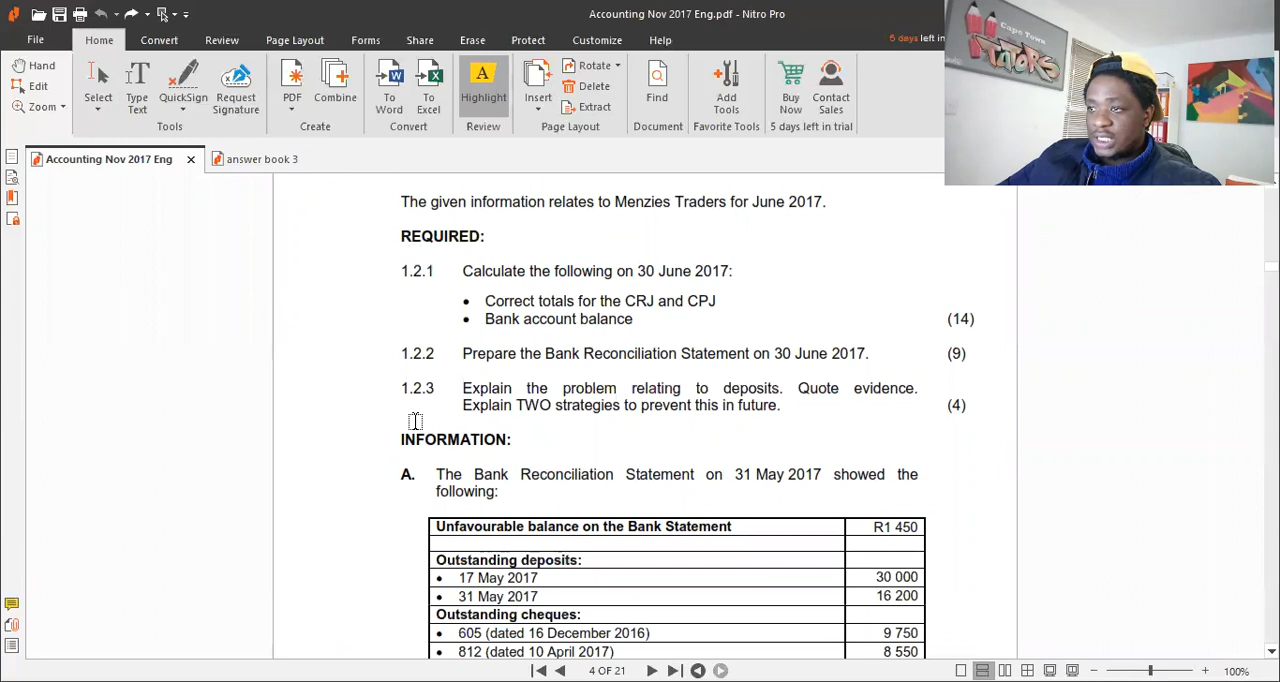 Accounting Nov 2017 Eng.pdf - Nitro Pro
File Home Convert Review Page Layout Forms Share Erase Protect Customize Help
5 days left in
Hand
Edit
Zoom
Select
Type Text
QuickSign
Request Signature
Tools
PDF
Combine
Create
To Word
To Excel
Convert
Highlight
Review
Insert
Rotate
Delete
Extract
Page Layout
Find
Document
Add Tools
Favorite Tools
Buy Now
Contact Sales
5 days left in trial
Cape Town
TUTORS
Accounting Nov 2017 Eng
answer book 3
The given information relates to Menzies Traders for June 2017.
REQUIRED:
1.2.1 Calculate the following on 30 June 2017:
• Correct totals for the CRJ and CPJ
• Bank account balance (14)
1.2.2 Prepare the Bank Reconciliation Statement on 30 June 2017. (9)
1.2.3 Explain the problem relating to deposits. Quote evidence.
Explain TWO strategies to prevent this in future. (4)
INFORMATION:
A. The Bank Reconciliation Statement on 31 May 2017 showed the
following:
Unfavourable balance on the Bank Statement R1 450
Outstanding deposits:
• 17 May 2017 30 000
• 31 May 2017 16 200
Outstanding cheques:
• 605 (dated 16 December 2016) 9 750
• 812 (dated 10 April 2017) 8 550
4 OF 21
100%